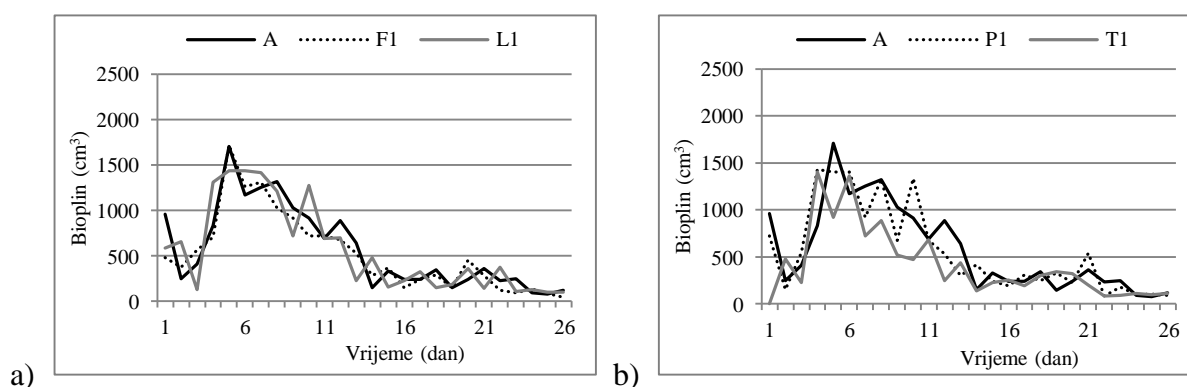 A F1 L1
2500
2000
1500
1000
500
0
Bioplin (cm³)
1 6 11 16 21 26
Vrijeme (dan)
a)
A P1 T1
2500
2000
1500
1000
500
0
Bioplin (cm³)
1 6 11 16 21 26
Vrijeme (dan)
b)